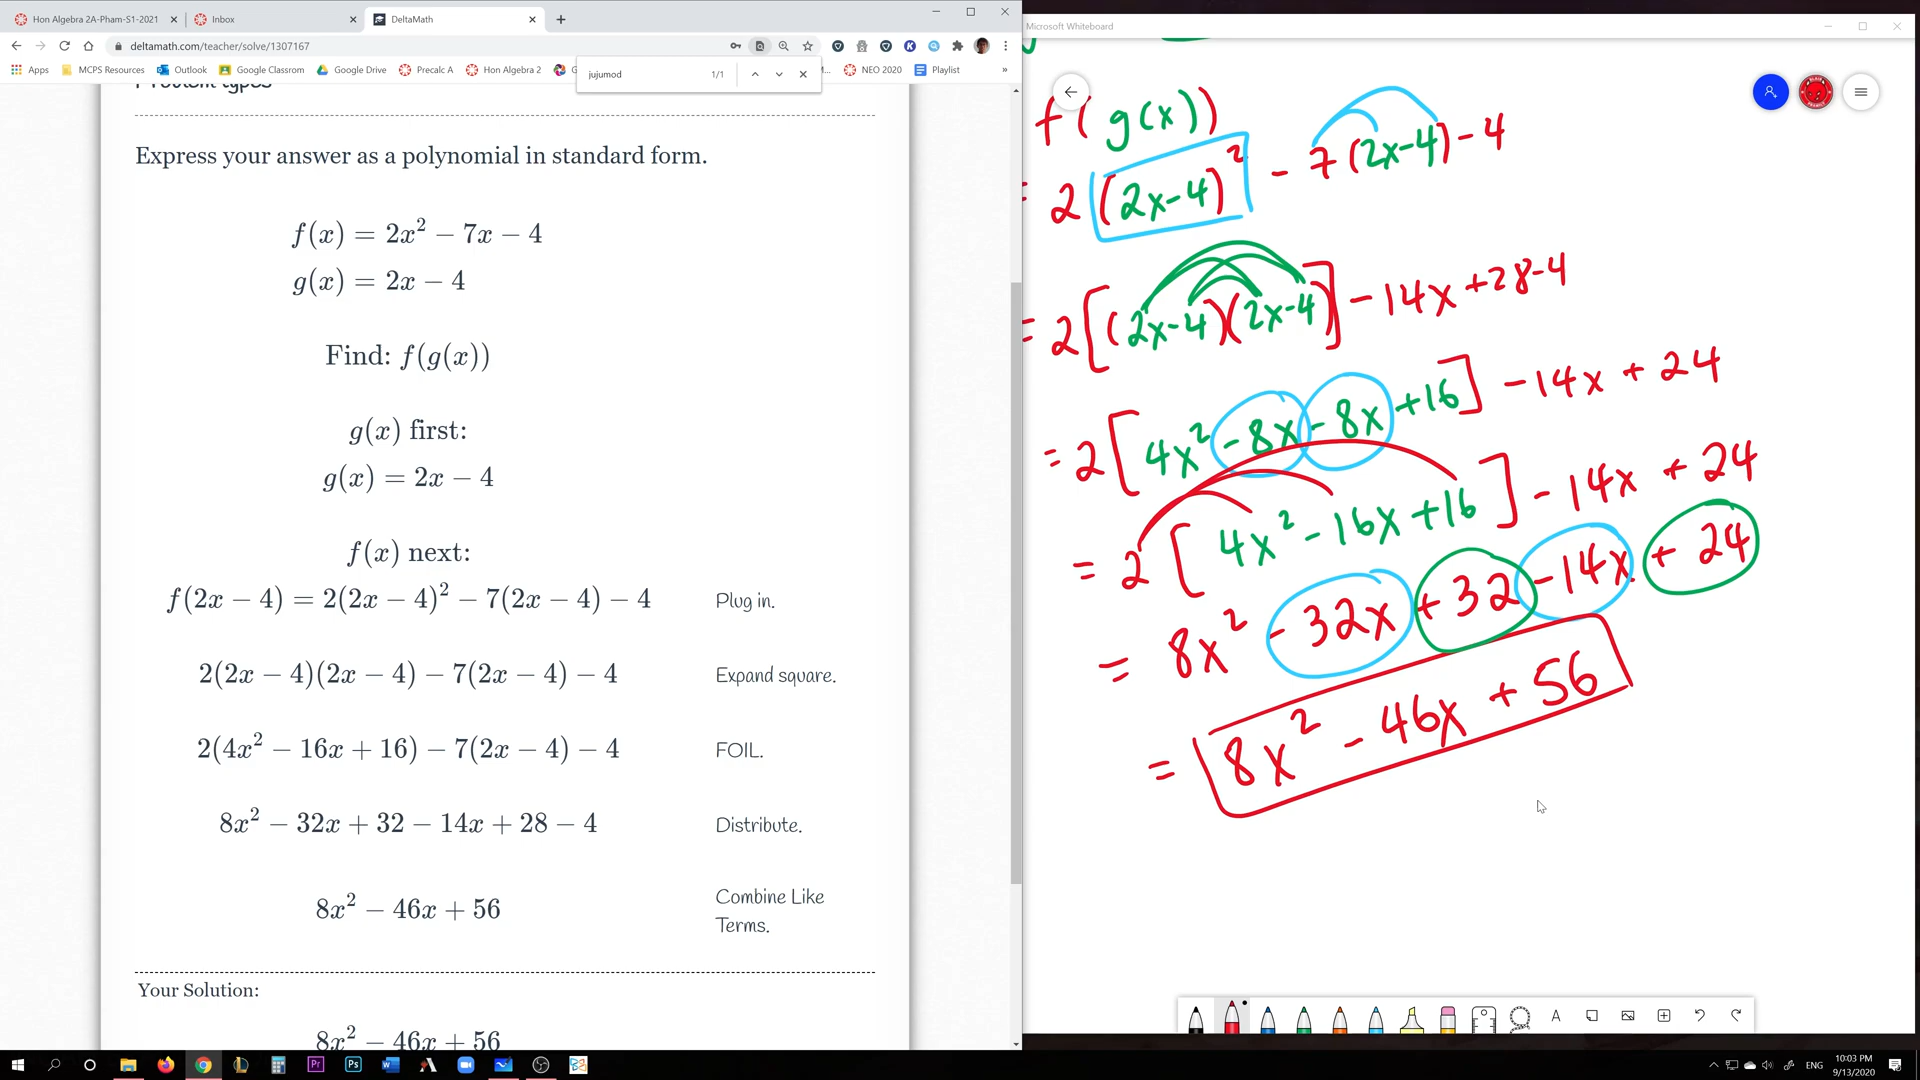 Hon Algebra 2A-Pham-S1-2021
Inbox
DeltaMath
deltamath.com/teacher/solve/1307167
Apps
MCPS Resources
Outlook
Google Classrom
Google Drive
Precalc A
Hon Algebra 2
jujumod
1/1
NEO 2020
Playlist
»
Problem types
Express your answer as a polynomial in standard form.
f(x) = 2x² − 7x − 4
g(x) = 2x − 4
Find: f(g(x))
g(x) first:
g(x) = 2x − 4
f(x) next:
f(2x − 4) = 2(2x − 4)² − 7(2x − 4) − 4 Plug in.
2(2x − 4)(2x − 4) − 7(2x − 4) − 4 Expand square.
2(4x² − 16x + 16) − 7(2x − 4) − 4 FOIL.
8x² − 32x + 32 − 14x + 28 − 4 Distribute.
8x² − 46x + 56 Combine Like
Terms.
Your Solution:
8x² − 46x + 56
Microsoft Whiteboard
f(g(x))
= 2(2x-4)² - 7(2x-4) - 4
= 2[(2x-4)(2x-4)] - 14x + 28 - 4
= 2[4x² - 8x - 8x + 16] - 14x + 24
= 2[4x² - 16x + 16] - 14x + 24
= 8x² - 32x + 32 - 14x + 24
= 8x² - 46x + 56
A
Pr
Ps
ENG
10:03 PM
9/13/2020